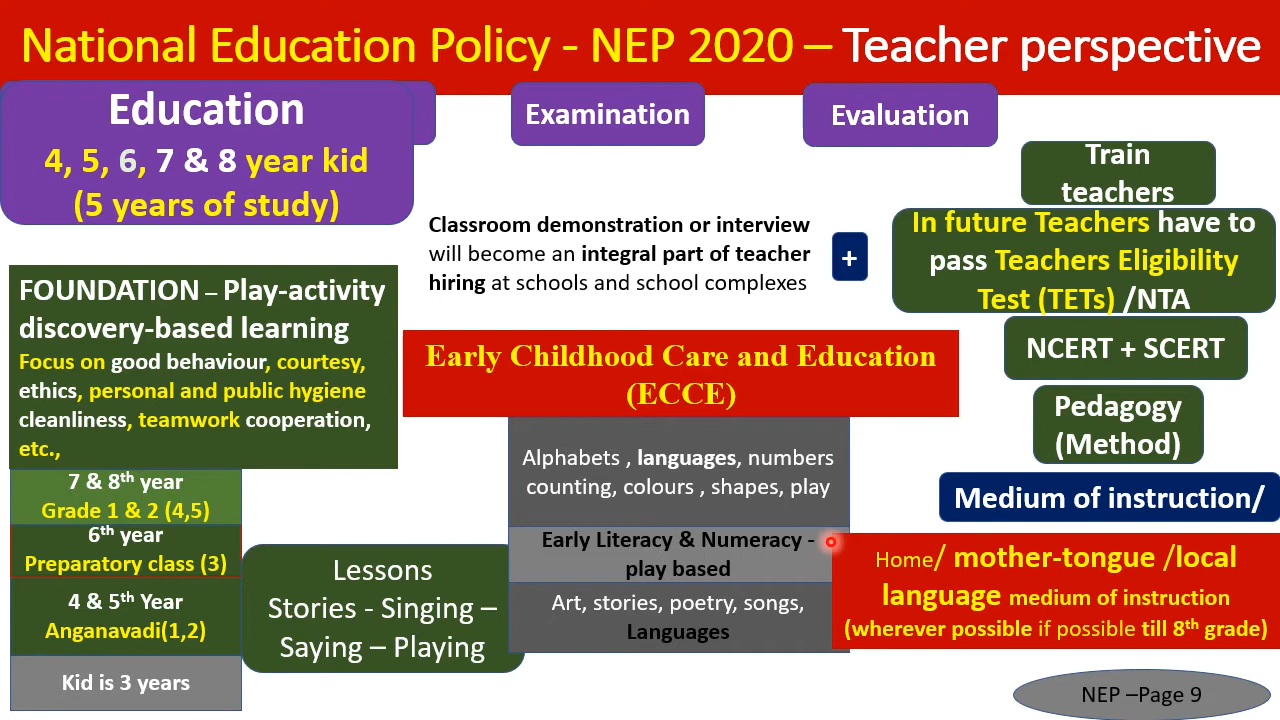 National Education Policy - NEP 2020 – Teacher perspective
Education
4, 5, 6, 7 & 8 year kid
(5 years of study)
Examination
Evaluation
Train
teachers
Classroom demonstration or interview
will become an integral part of teacher
hiring at schools and school complexes
+
In future Teachers have to
pass Teachers Eligibility
Test (TETs) /NTA
FOUNDATION – Play-activity
discovery-based learning
Focus on good behaviour, courtesy,
ethics, personal and public hygiene
cleanliness, teamwork cooperation,
etc.,
Early Childhood Care and Education
(ECCE)
NCERT + SCERT
Pedagogy
(Method)
Alphabets , languages, numbers
counting, colours , shapes, play
7 & 8th year
Grade 1 & 2 (4,5)
6th year
Preparatory class (3)
4 & 5th Year
Anganavadi(1,2)
Kid is 3 years
Lessons
Stories - Singing –
Saying – Playing
Early Literacy & Numeracy -
play based
Art, stories, poetry, songs,
Languages
Medium of instruction/
Home/ mother-tongue /local
language medium of instruction
(wherever possible if possible till 8th grade)
NEP –Page 9